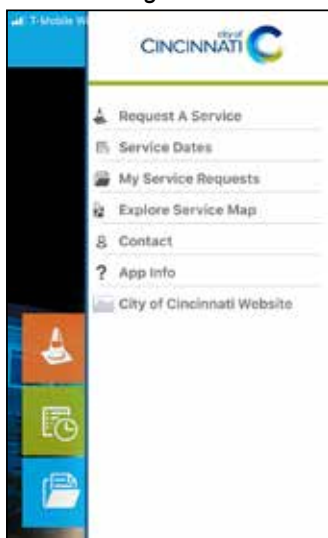 T-Mobile W
city of
CINCINNATI
Request A Service
Service Dates
My Service Requests
Explore Service Map
Contact
? App Info
City of Cincinnati Website